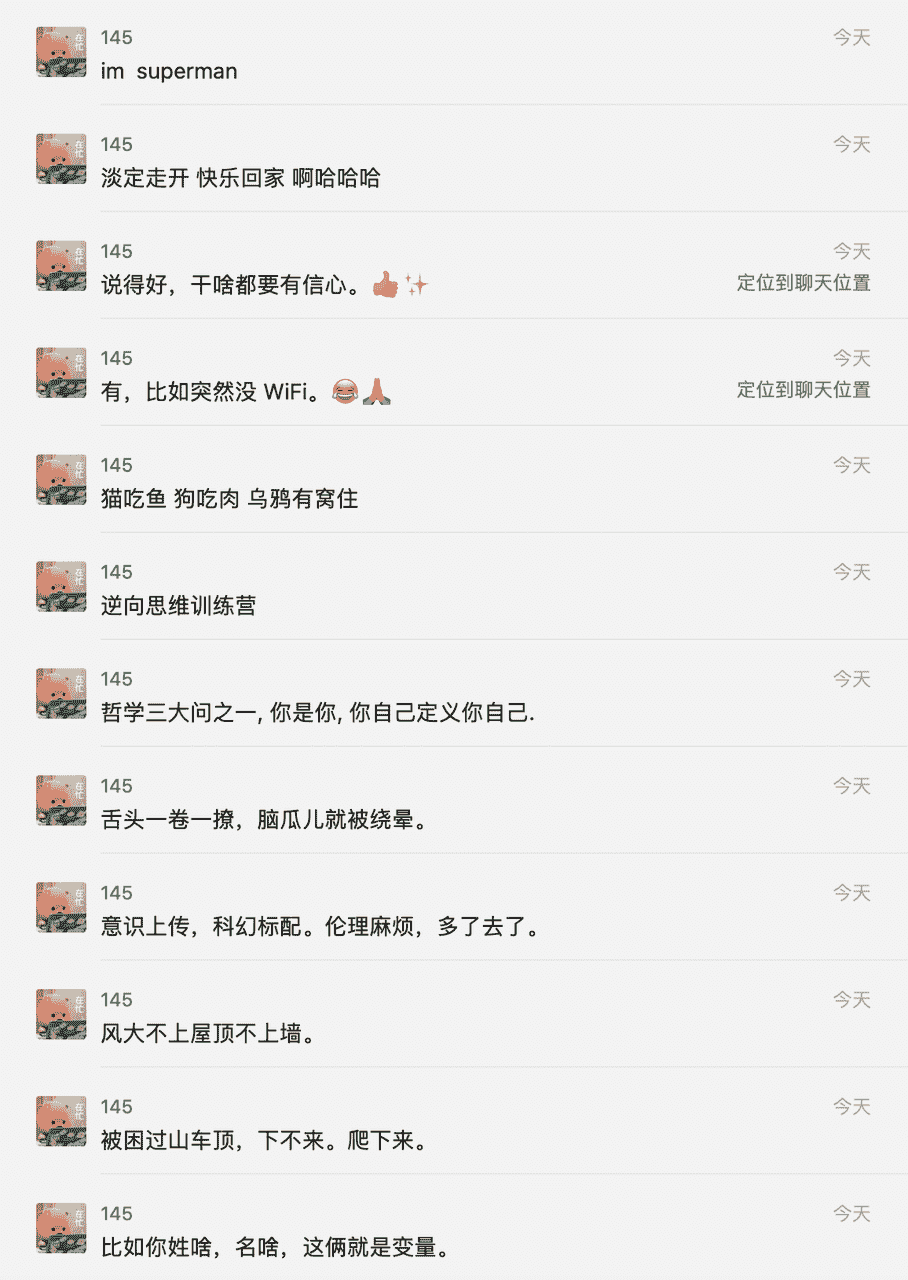 145
今天
im superman
145
今天
淡定走开 快乐回家 啊哈哈哈
145
今天
说得好，干啥都要有信心。👍✨
定位到聊天位置
145
今天
有，比如突然没 WiFi。😂🙏
定位到聊天位置
145
今天
猫吃鱼 狗吃肉 乌鸦有窝住
145
今天
逆向思维训练营
145
今天
哲学三大问之一, 你是你, 你自己定义你自己.
145
今天
舌头一卷一撩，脑瓜儿就被绕晕。
145
今天
意识上传，科幻标配。伦理麻烦，多了去了。
145
今天
风大不上屋顶不上墙。
145
今天
被困过山车顶，下不来。爬下来。
145
今天
比如你姓啥，名啥，这俩就是变量。